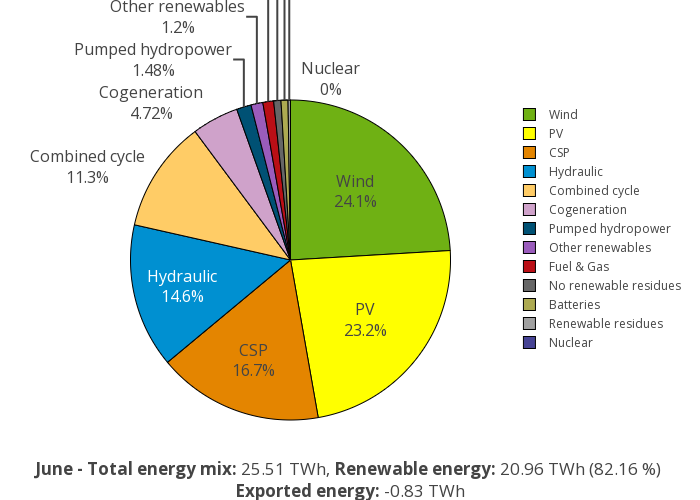 Other renewables
1.2%
Pumped hydropower
1.48%
Nuclear
0%
Cogeneration
4.72%
Combined cycle
11.3%
Wind
24.1%
Hydraulic
14.6%
PV
23.2%
CSP
16.7%
Wind
PV
CSP
Hydraulic
Combined cycle
Cogeneration
Pumped hydropower
Other renewables
Fuel & Gas
No renewable residues
Batteries
Renewable residues
Nuclear
June - Total energy mix: 25.51 TWh, Renewable energy: 20.96 TWh (82.16 %)
Exported energy: -0.83 TWh